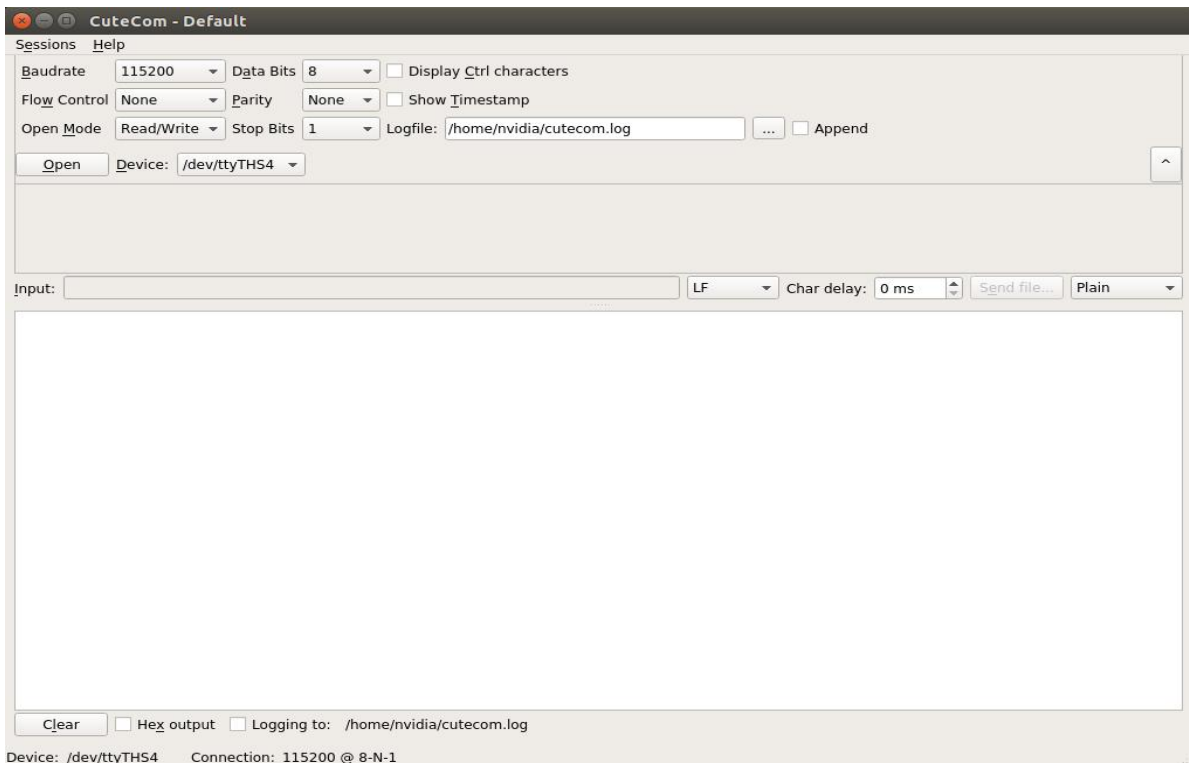 CuteCom - Default
Sessions Help
Baudrate 115200 Data Bits 8 Display Ctrl characters
Flow Control None Parity None Show Timestamp
Open Mode Read/Write Stop Bits 1 Logfile: /home/nvidia/cutecom.log ... Append
Open Device: /dev/ttyTHS4 ^
Input: LF Char delay: 0 ms Send file... Plain
Clear Hex output Logging to: /home/nvidia/cutecom.log
Device: /dev/ttyTHS4 Connection: 115200 @ 8-N-1